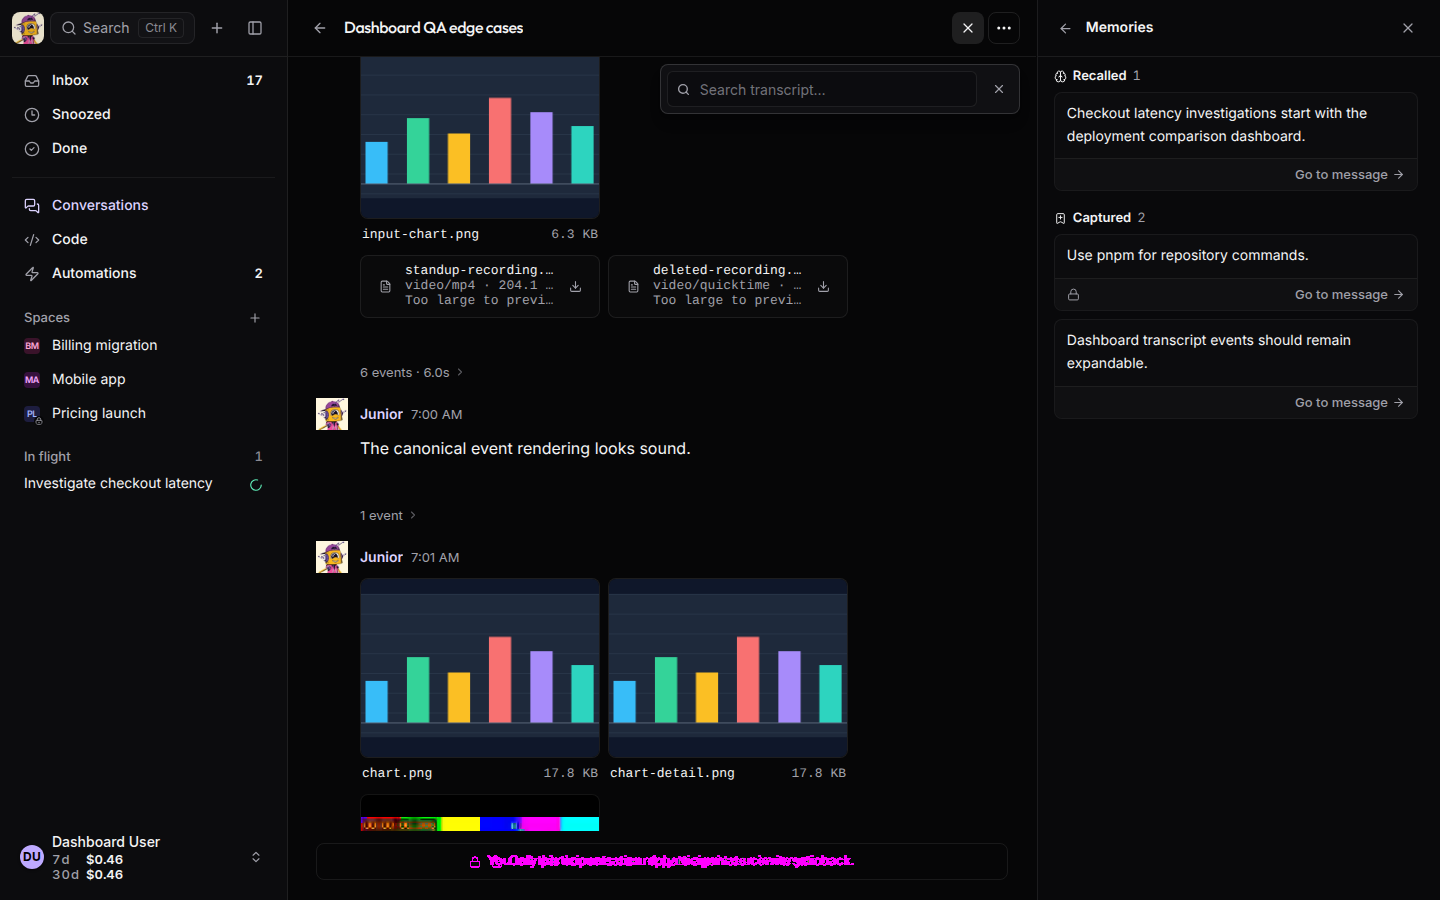 Search Ctrl K
Inbox 17
Snoozed
Done
Conversations
Code
Automations 2
Spaces
BM Billing migration
MA Mobile app
PL Pricing launch
In flight 1
Investigate checkout latency
DU Dashboard User
7d $0.46
30d $0.46
Dashboard QA edge cases
Search transcript...
input-chart.png 6.3 KB
standup-recording.…
video/mp4 · 204.1 …
Too large to previ…
deleted-recording.…
video/quicktime · …
Too large to previ…
6 events · 6.0s
Junior 7:00 AM
The canonical event rendering looks sound.
1 event
Junior 7:01 AM
chart.png 17.8 KB
chart-detail.png 17.8 KB
Memories
Recalled 1
Checkout latency investigations start with the
deployment comparison dashboard.
Go to message
Captured 2
Use pnpm for repository commands.
Go to message
Dashboard transcript events should remain
expandable.
Go to message